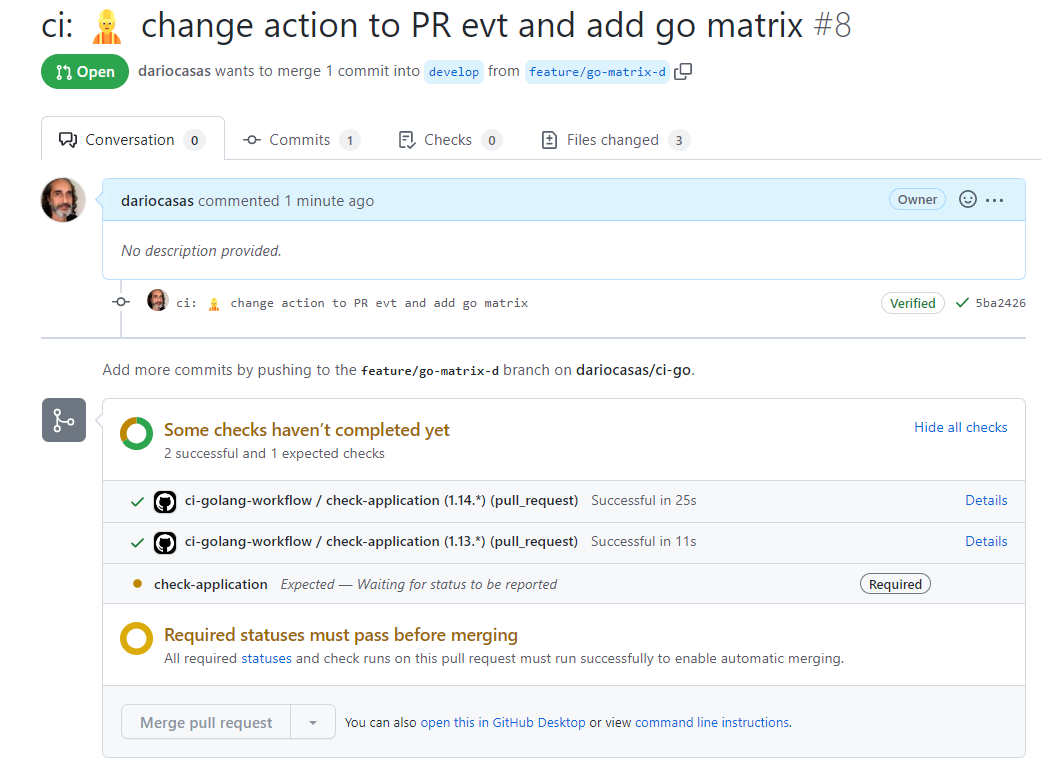 ci: 👷 change action to PR evt and add go matrix #8
Open dariocasas wants to merge 1 commit into develop from feature/go-matrix-d
Conversation 0 Commits 1 Checks 0 Files changed 3
dariocasas commented 1 minute ago Owner
No description provided.
ci: 👷 change action to PR evt and add go matrix Verified 5ba2426
Add more commits by pushing to the feature/go-matrix-d branch on dariocasas/ci-go.
Some checks haven’t completed yet Hide all checks
2 successful and 1 expected checks
ci-golang-workflow / check-application (1.14.*) (pull_request) Successful in 25s Details
ci-golang-workflow / check-application (1.13.*) (pull_request) Successful in 11s Details
check-application Expected — Waiting for status to be reported Required
Required statuses must pass before merging
All required statuses and check runs on this pull request must run successfully to enable automatic merging.
Merge pull request You can also open this in GitHub Desktop or view command line instructions.